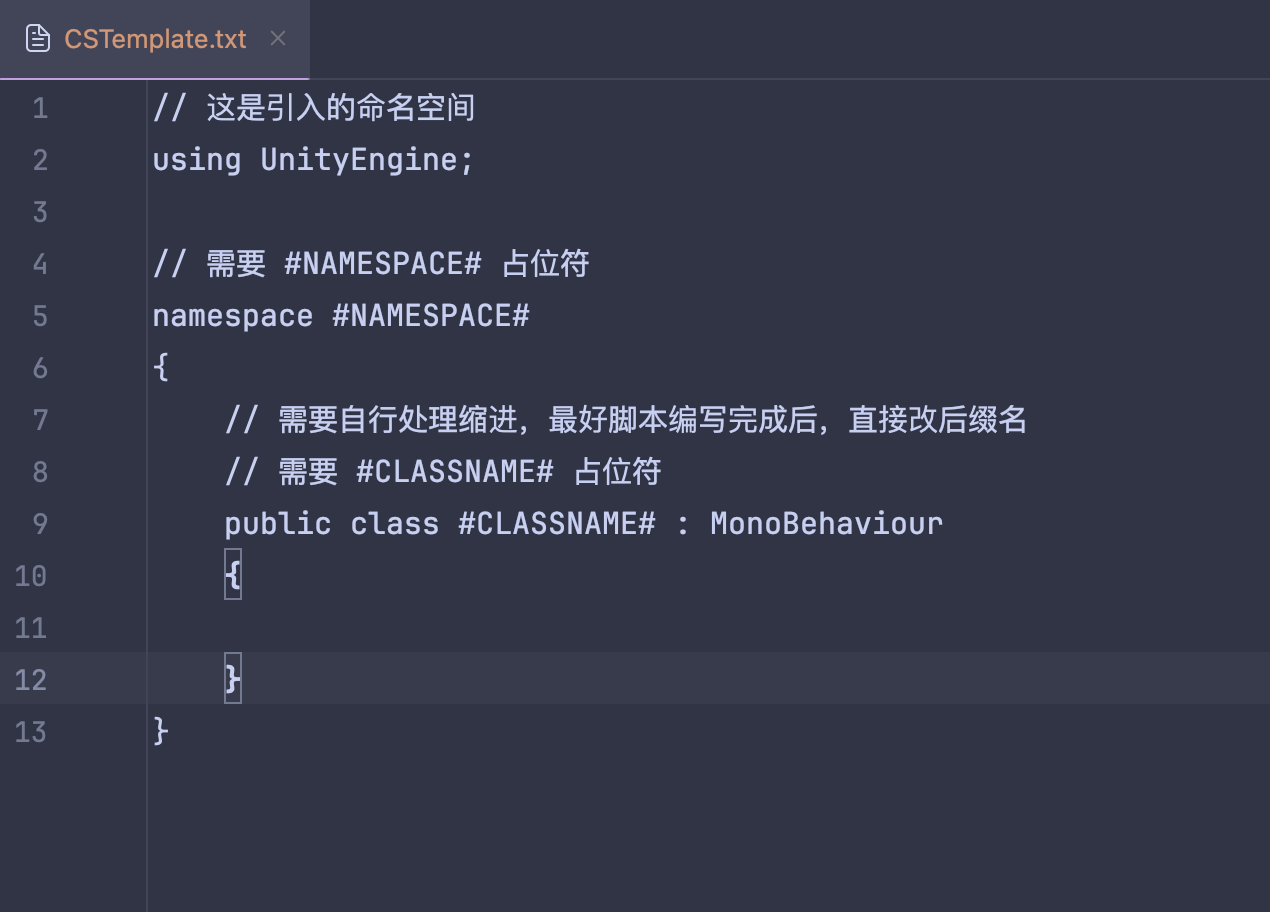 CSTemplate.txt
1 // 这是引入的命名空间
2 using UnityEngine;
3
4 // 需要 #NAMESPACE# 占位符
5 namespace #NAMESPACE#
6 {
7     // 需要自行处理缩进，最好脚本编写完成后，直接改后缀名
8     // 需要 #CLASSNAME# 占位符
9     public class #CLASSNAME# : MonoBehaviour
10     {
11
12     }
13 }